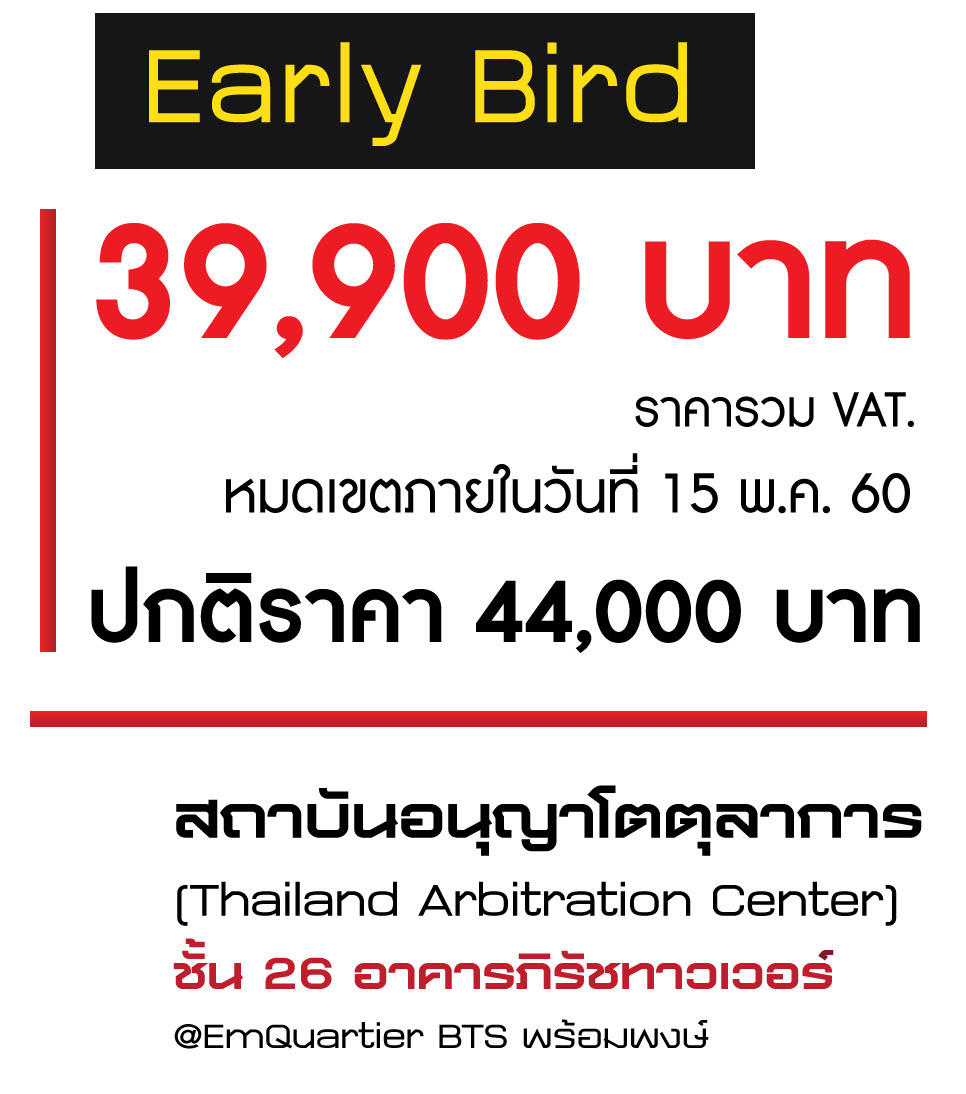 Early Bird
39,900 บาท
ราคารวม VAT.
หมดเขตภายในวันที่ 15 พ.ค. 60
ปกติราคา 44,000 บาท
สถาบันอนุญาโตตุลาการ
(Thailand Arbitration Center)
ชั้น 26 อาคารภิรัชทาวเวอร์
@EmQuartier BTS พร้อมพงษ์